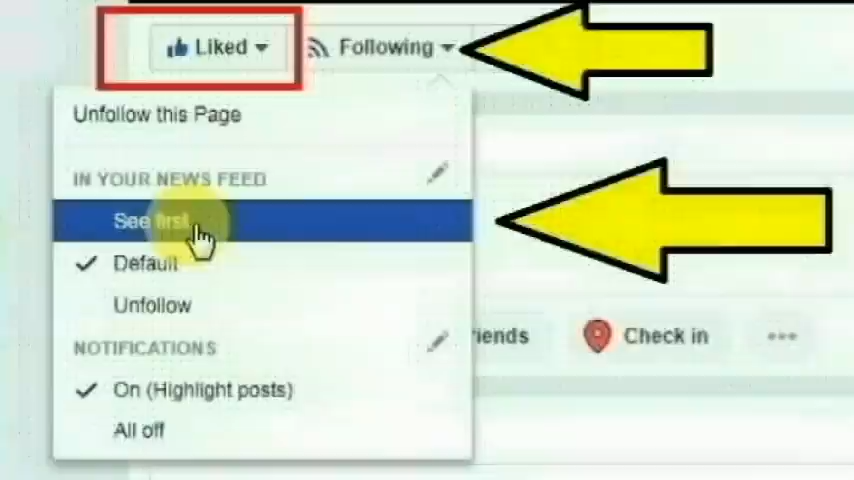 Liked Following
Unfollow this Page
IN YOUR NEWS FEED
See first
Default
Unfollow
NOTIFICATIONS
riends Check in
On (Highlight posts)
All off